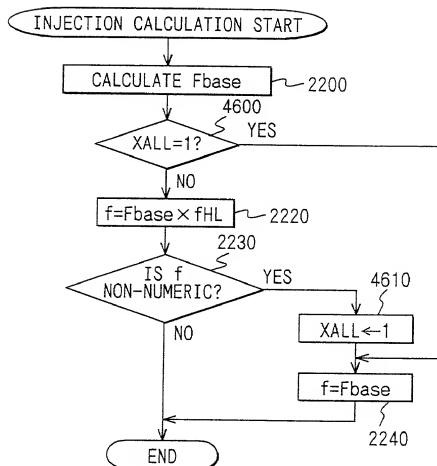 INJECTION CALCULATION START
CALCULATE Fbase
2200
4600
XALL=1?
YES
NO
f=Fbase×fHL
2220
2230
IS f
NON-NUMERIC?
YES
NO
4610
XALL←1
f=Fbase
2240
END